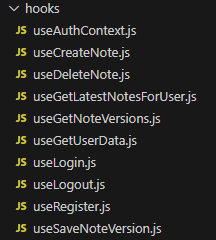 hooks
JS useAuthContext.js
JS useCreateNote.js
JS useDeleteNote.js
JS useGetLatestNotesForUser.js
JS useGetNoteVersions.js
JS useGetUserData.js
JS useLogin.js
JS useLogout.js
JS useRegister.js
JS useSaveNoteVersion.js